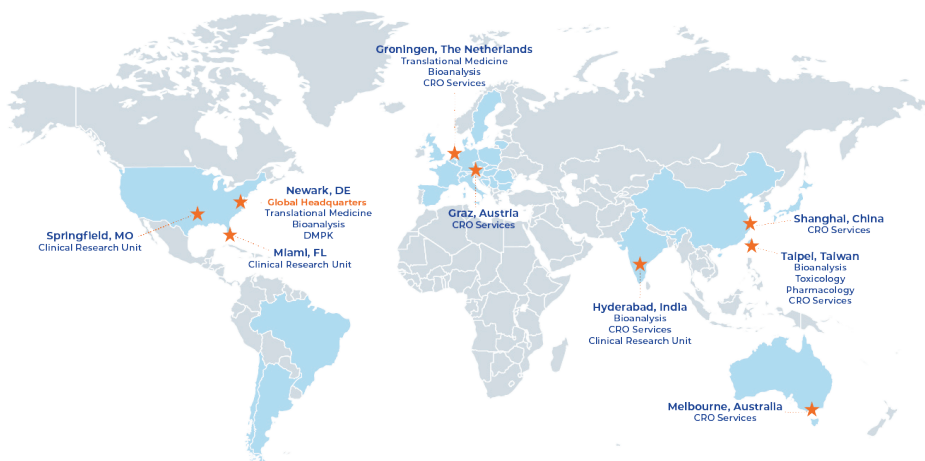 Groningen, The Netherlands
Translational Medicine
Bioanalysis
CRO Services
Newark, DE
Global Headquarters
Translational Medicine
Bioanalysis
DMPK
Springfield, MO
Clinical Research Unit
Miami, FL
Clinical Research Unit
Graz, Austria
CRO Services
Shanghai, China
CRO Services
Taipei, Taiwan
Bioanalysis
Toxicology
Pharmacology
CRO Services
Hyderabad, India
Bioanalysis
CRO Services
Clinical Research Unit
Melbourne, Australia
CRO Services